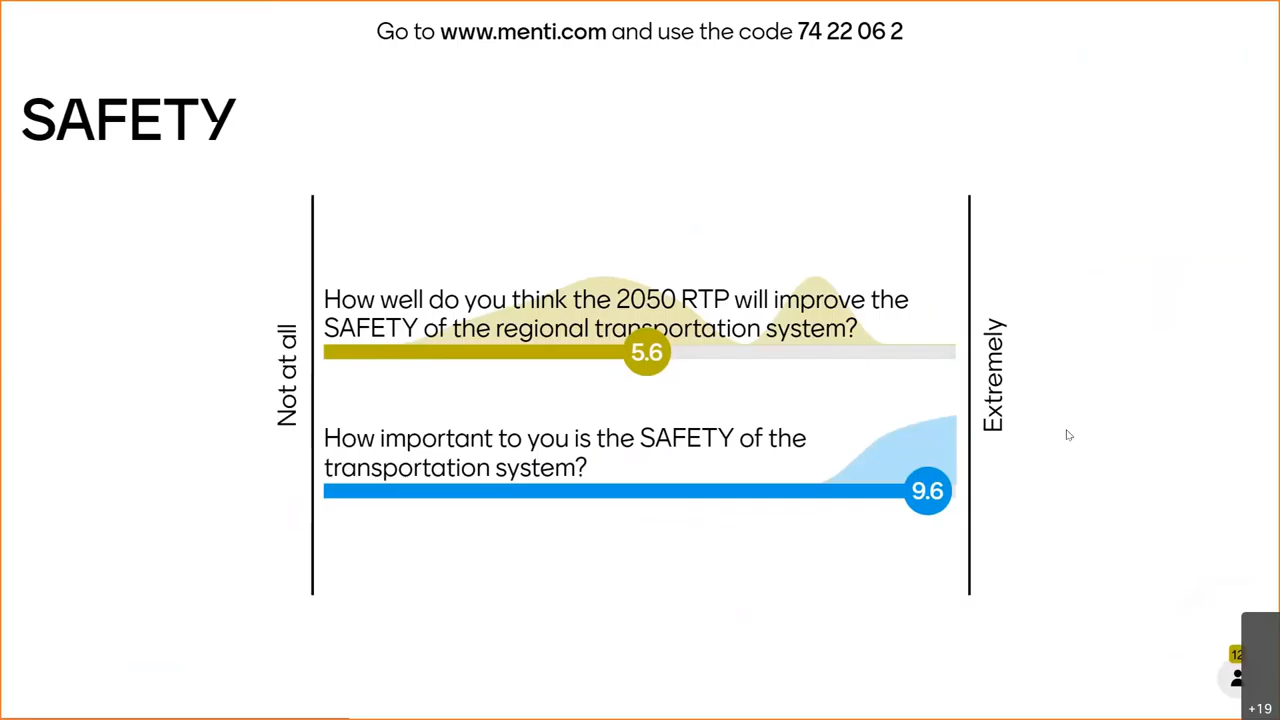 Go to www.menti.com and use the code 74 22 06 2
SAFETY
How well do you think the 2050 RTP will improve the
SAFETY of the regional transportation system?
5.6
Not at all
Extremely
How important to you is the SAFETY of the
transportation system?
9.6
12
+19